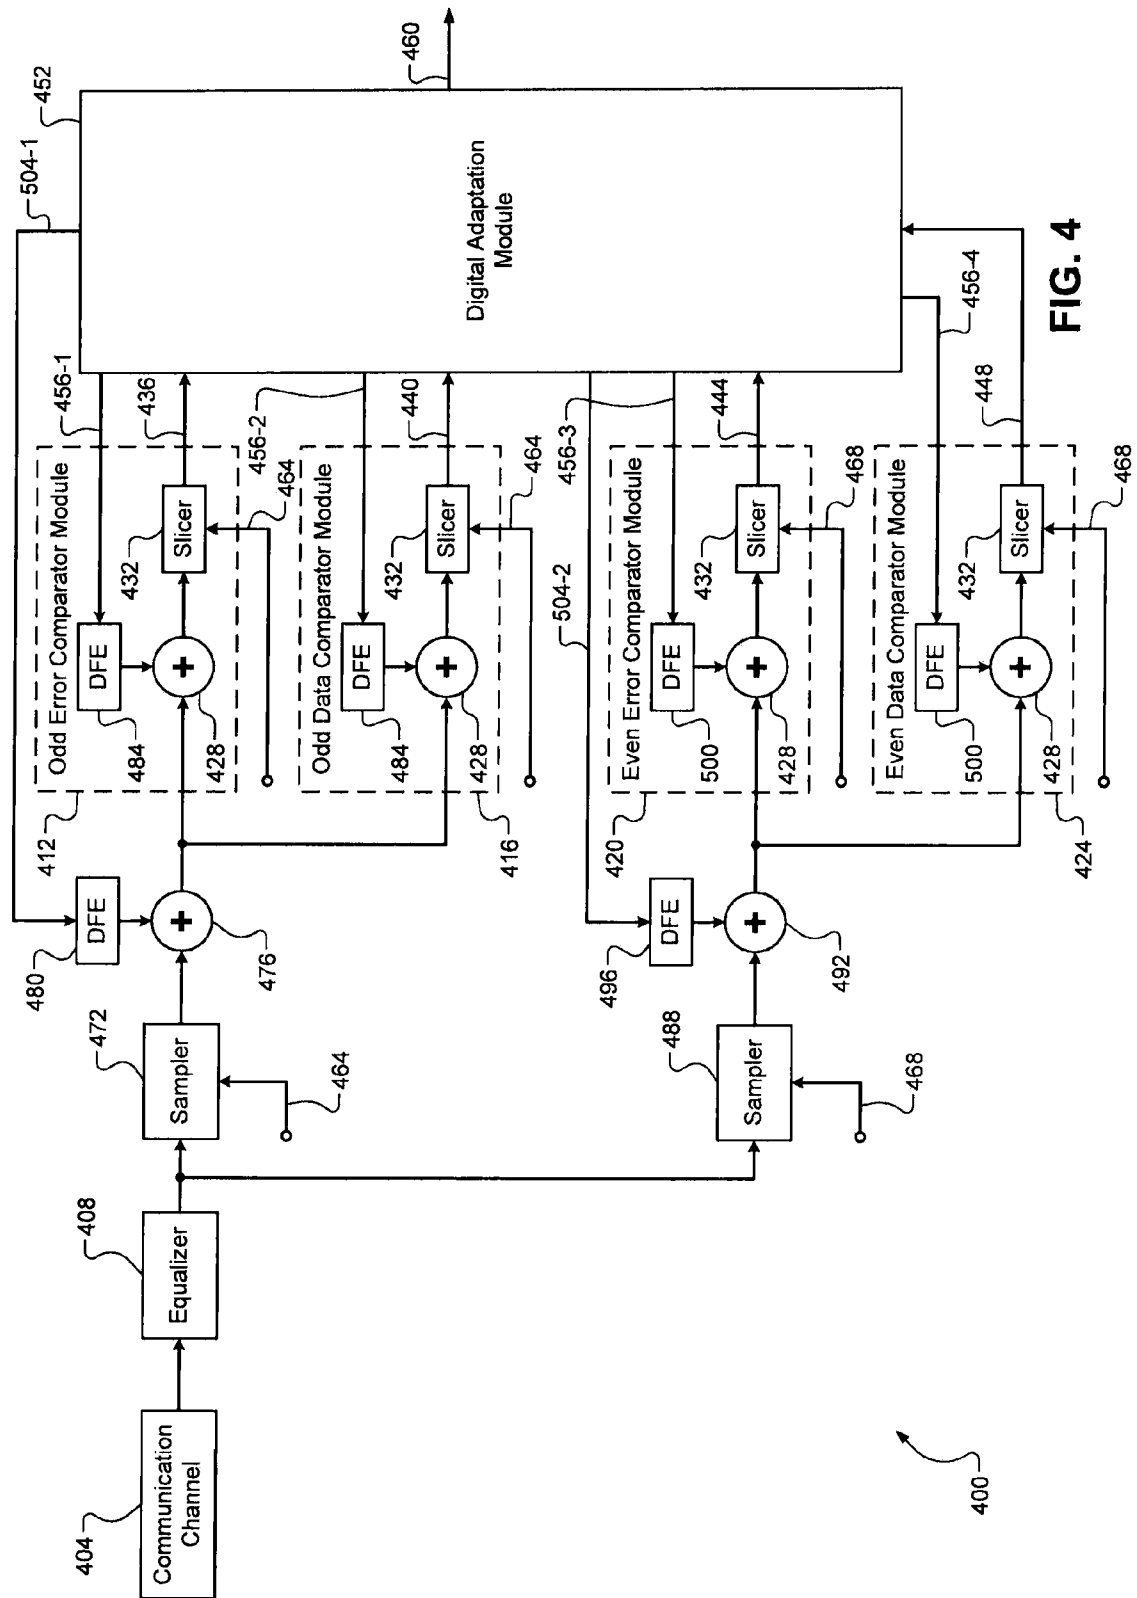 404
Communication
Channel
408
Equalizer
472
Sampler
464
488
Sampler
468
480
DFE
476
496
DFE
492
504-1
412
Odd Error Comparator Module
484
DFE
428
432
Slicer
464
456-1
436
416
Odd Data Comparator Module
484
DFE
428
432
Slicer
464
456-2
440
504-2
420
Even Error Comparator Module
500
DFE
428
432
Slicer
468
456-3
444
424
Even Data Comparator Module
500
DFE
428
432
Slicer
468
456-4
448
452
Digital Adaptation
Module
460
400
FIG. 4